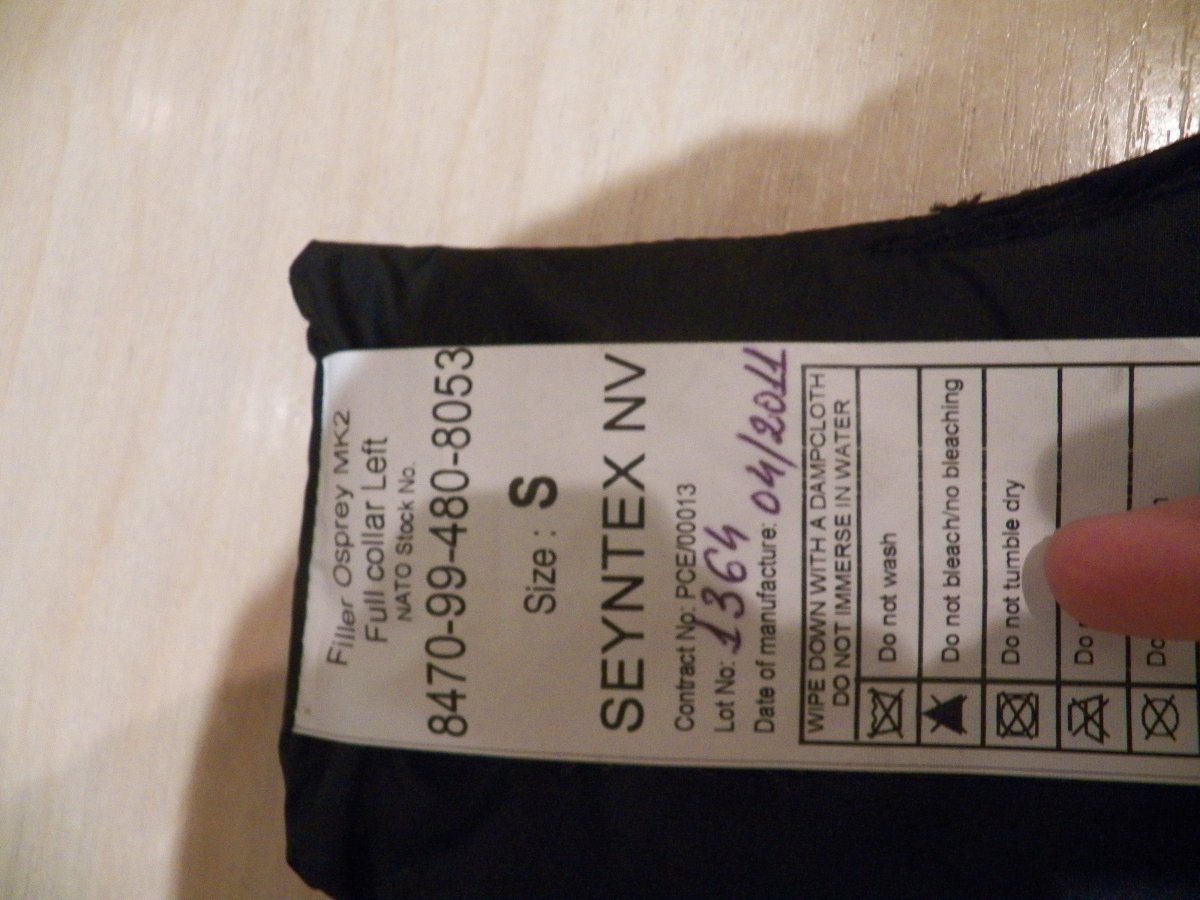 Filler Osprey MK2
Full collar Left
NATO Stock No.
8470-99-480-8053
Size : S
SEYNTEX NV
Contract No: PCE/00013
Lot No: 1364
Date of manufacture: 04/2011
WIPE DOWN WITH A DAMPCLOTH
DO NOT IMMERSE IN WATER
Do not wash
Do not bleach/no bleaching
Do not tumble dry
Do
Do